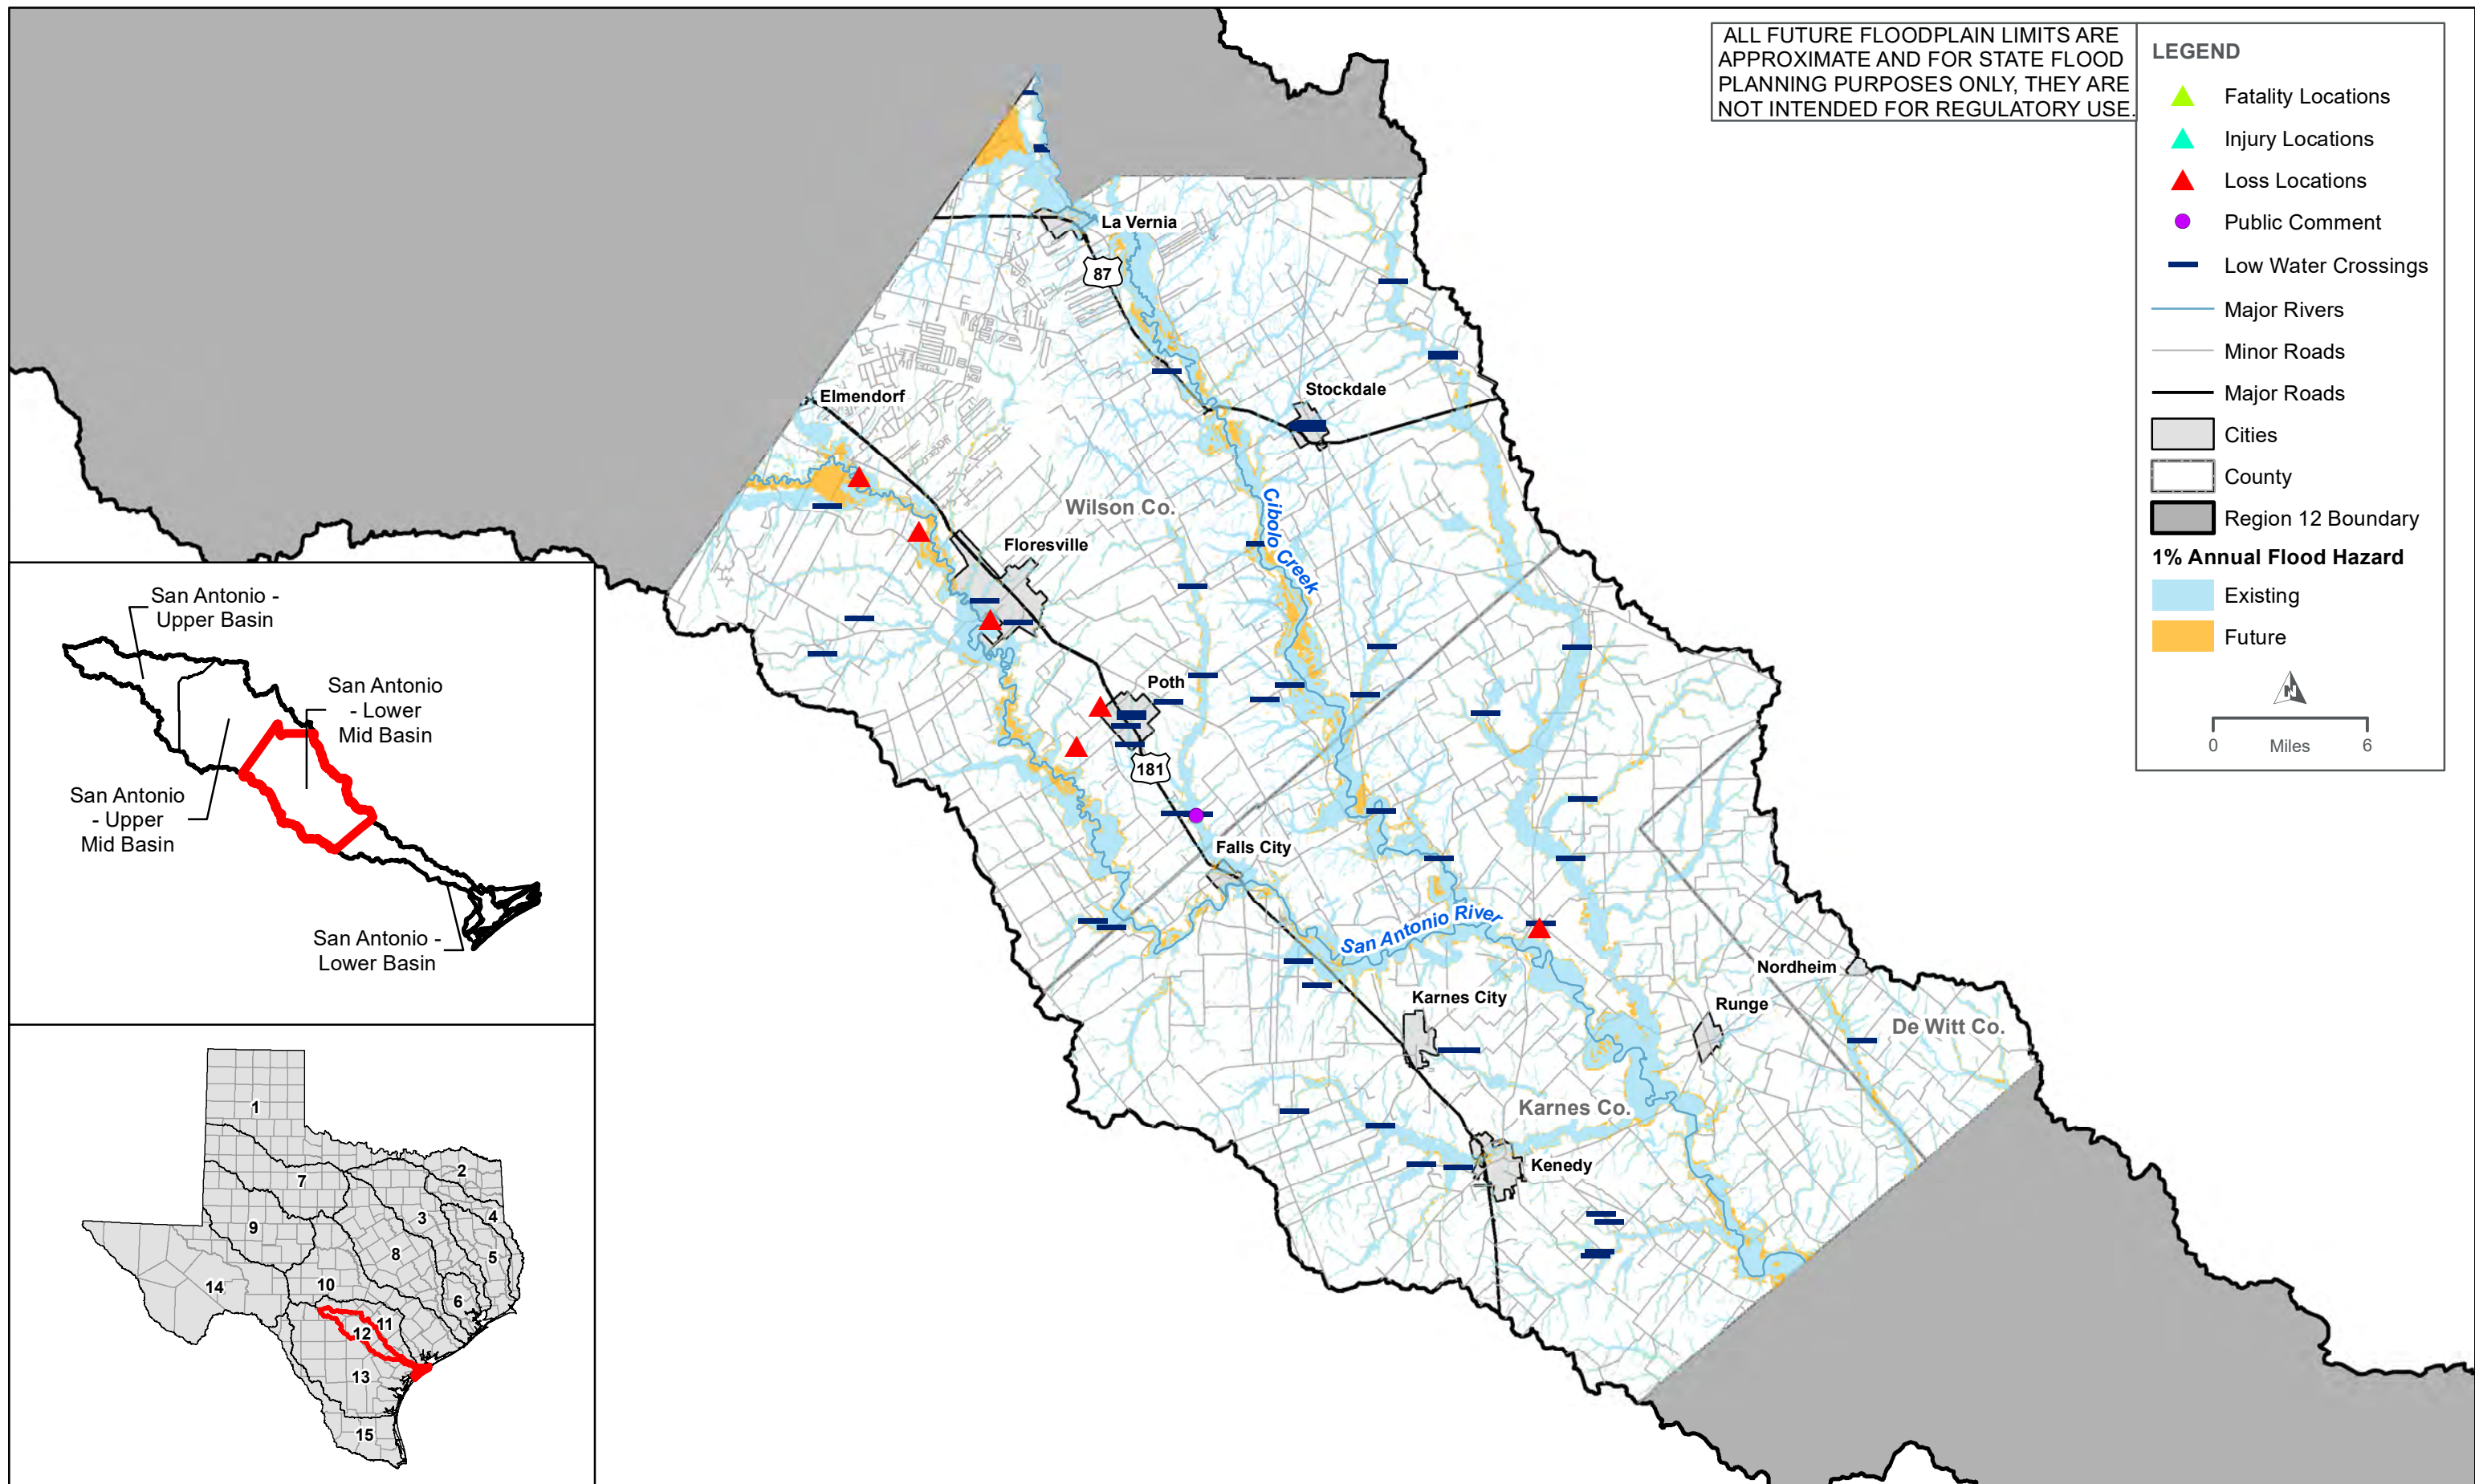 ALL FUTURE FLOODPLAIN LIMITS ARE
APPROXIMATE AND FOR STATE FLOOD
PLANNING PURPOSES ONLY, THEY ARE
NOT INTENDED FOR REGULATORY USE.
LEGEND
Fatality Locations
Injury Locations
Loss Locations
Public Comment
Low Water Crossings
Major Rivers
Minor Roads
Major Roads
Cities
County
Region 12 Boundary
1% Annual Flood Hazard
Existing
Future
N
0 Miles 6
La Vernia
87
Elmendorf
Stockdale
Wilson Co.
Cibolo Creek
Floresville
Poth
181
Falls City
San Antonio River
Nordheim
Karnes City
Runge
De Witt Co.
Karnes Co.
Kenedy
San Antonio -
Upper Basin
San Antonio
- Lower
Mid Basin
San Antonio
- Upper
Mid Basin
San Antonio -
Lower Basin
1
2
7
3
4
9
8
5
14
10
6
11
12
13
15